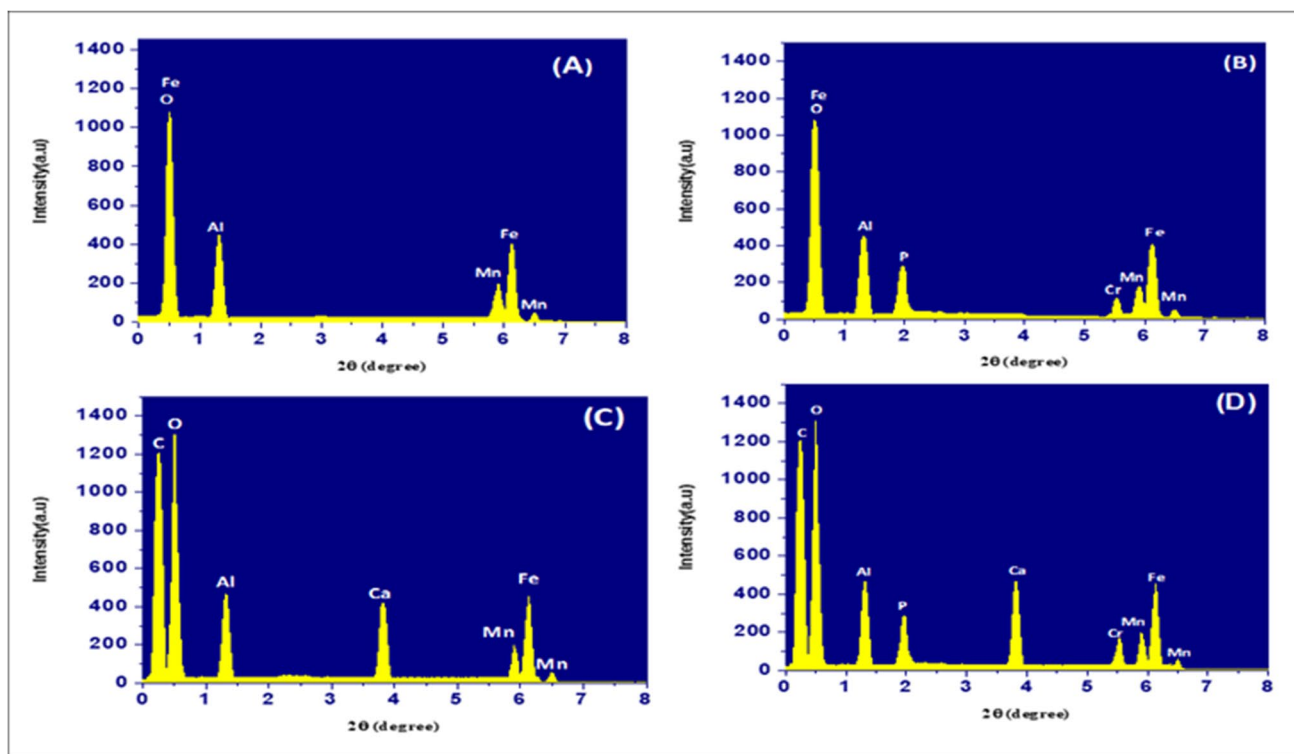 (A)
Intensity(a.u)
1400
1200
1000
800
600
400
200
0
Fe
O
Al
Mn
Fe
Mn
0 1 2 3 4 5 6 7 8
2θ (degree)
(B)
Intensity(a.u)
1400
1200
1000
800
600
400
200
0
Fe
O
Al
P
Cr
Mn
Fe
Mn
0 1 2 3 4 5 6 7 8
2θ (degree)
(C)
Intensity(a.u)
1400
1200
1000
800
600
400
200
0
C
O
Al
Ca
Mn
Fe
Mn
0 1 2 3 4 5 6 7 8
2θ (degree)
(D)
Intensity(a.u)
1400
1200
1000
800
600
400
200
0
C
O
Al
P
Ca
Cr
Mn
Fe
Mn
0 1 2 3 4 5 6 7 8
2θ (degree)